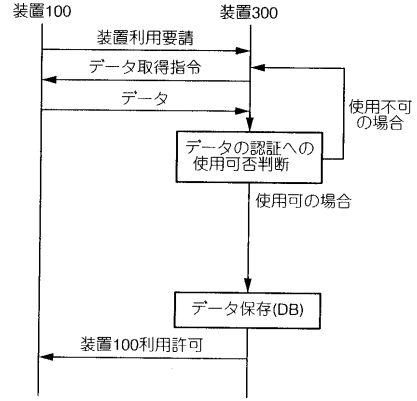 装置100
装置300
装置利用要請
データ取得指令
データ
使用不可
の場合
データの認証への
使用可否判断
使用可の場合
データ保存(DB)
装置100利用許可